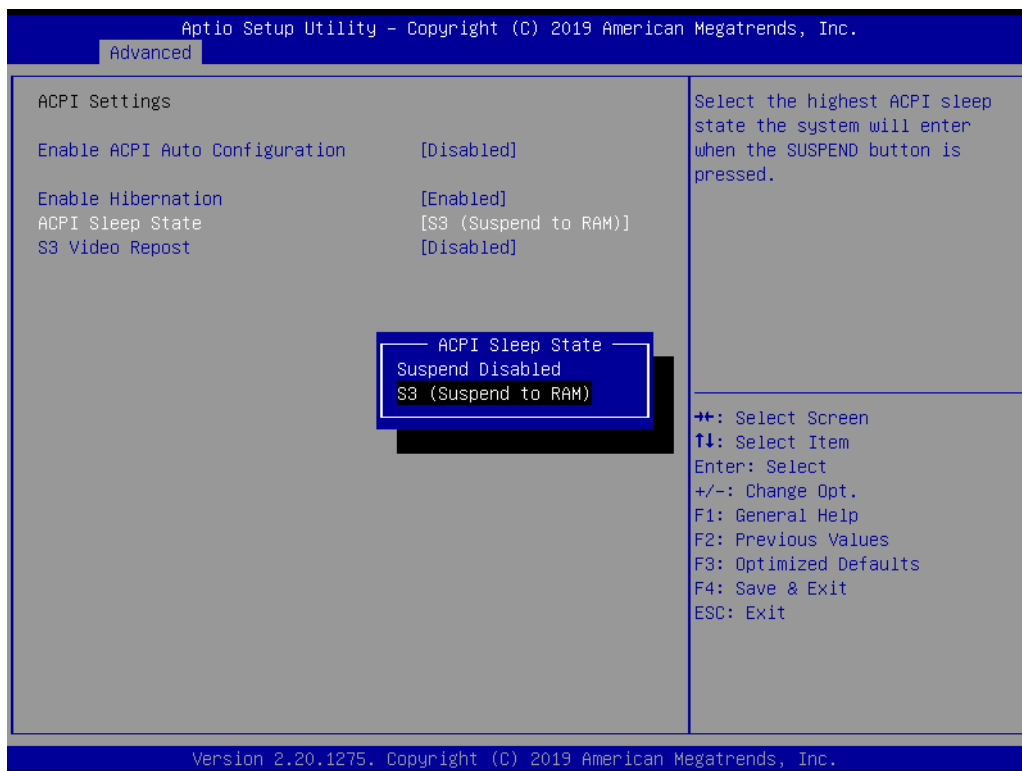 Aptio Setup Utility – Copyright (C) 2019 American Megatrends, Inc.
Advanced
ACPI Settings
Enable ACPI Auto Configuration [Disabled]
Enable Hibernation [Enabled]
ACPI Sleep State [S3 (Suspend to RAM)]
S3 Video Repost [Disabled]
ACPI Sleep State
Suspend Disabled
S3 (Suspend to RAM)
Select the highest ACPI sleep
state the system will enter
when the SUSPEND button is
pressed.
→←: Select Screen
↑↓: Select Item
Enter: Select
+/-: Change Opt.
F1: General Help
F2: Previous Values
F3: Optimized Defaults
F4: Save & Exit
ESC: Exit
Version 2.20.1275. Copyright (C) 2019 American Megatrends, Inc.